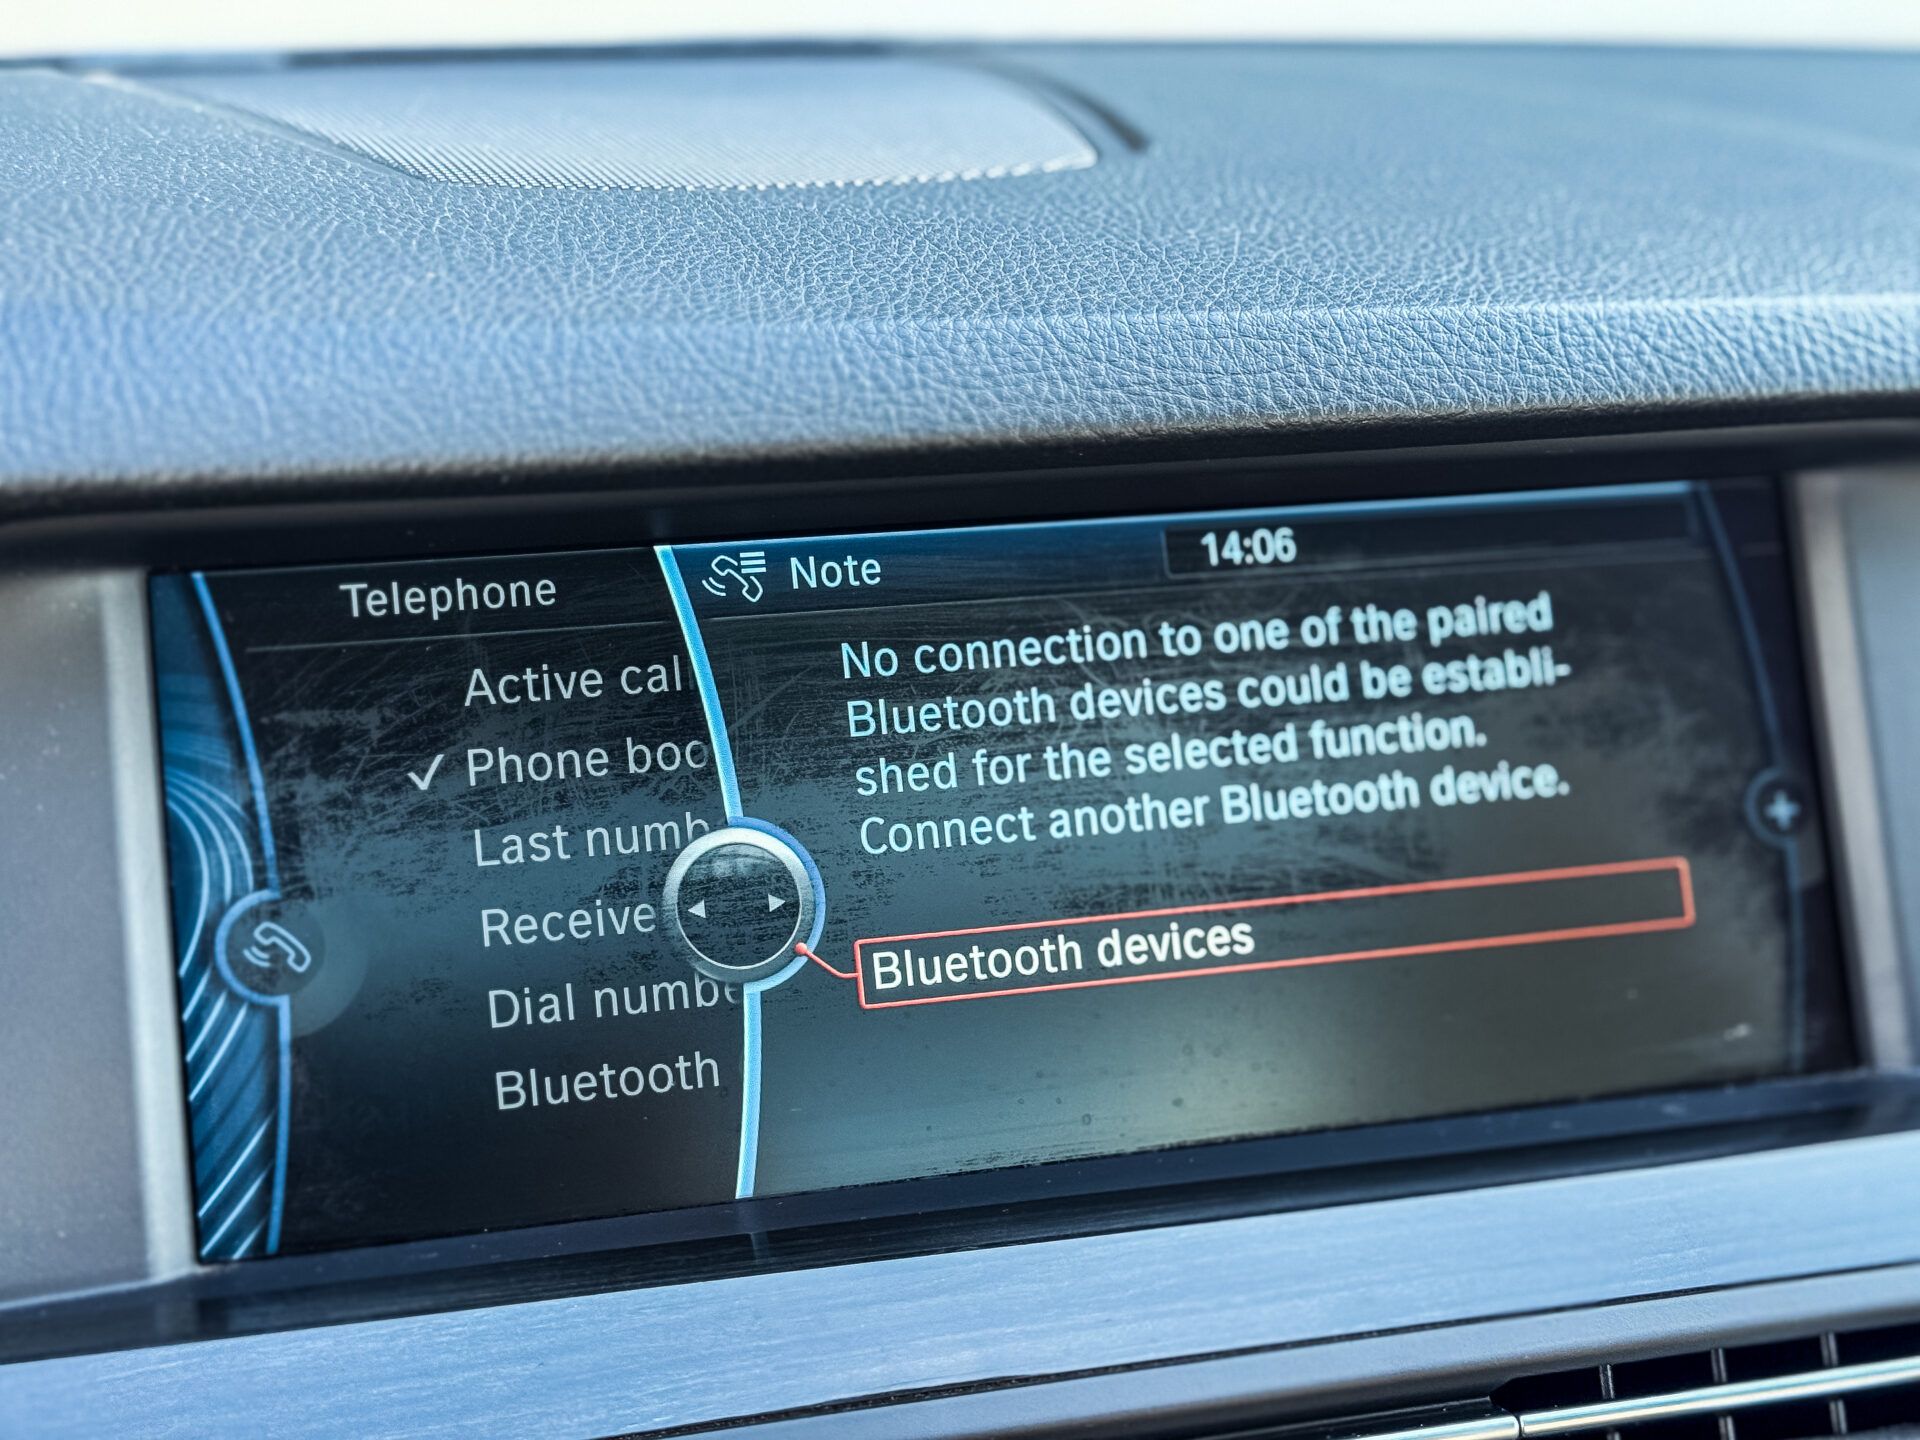 Telephone
Active cal
Phone boo
Last numb
Receive
Dial numbe
Bluetooth
Note
14:06
No connection to one of the paired
Bluetooth devices could be establi-
shed for the selected function.
Connect another Bluetooth device.
Bluetooth devices